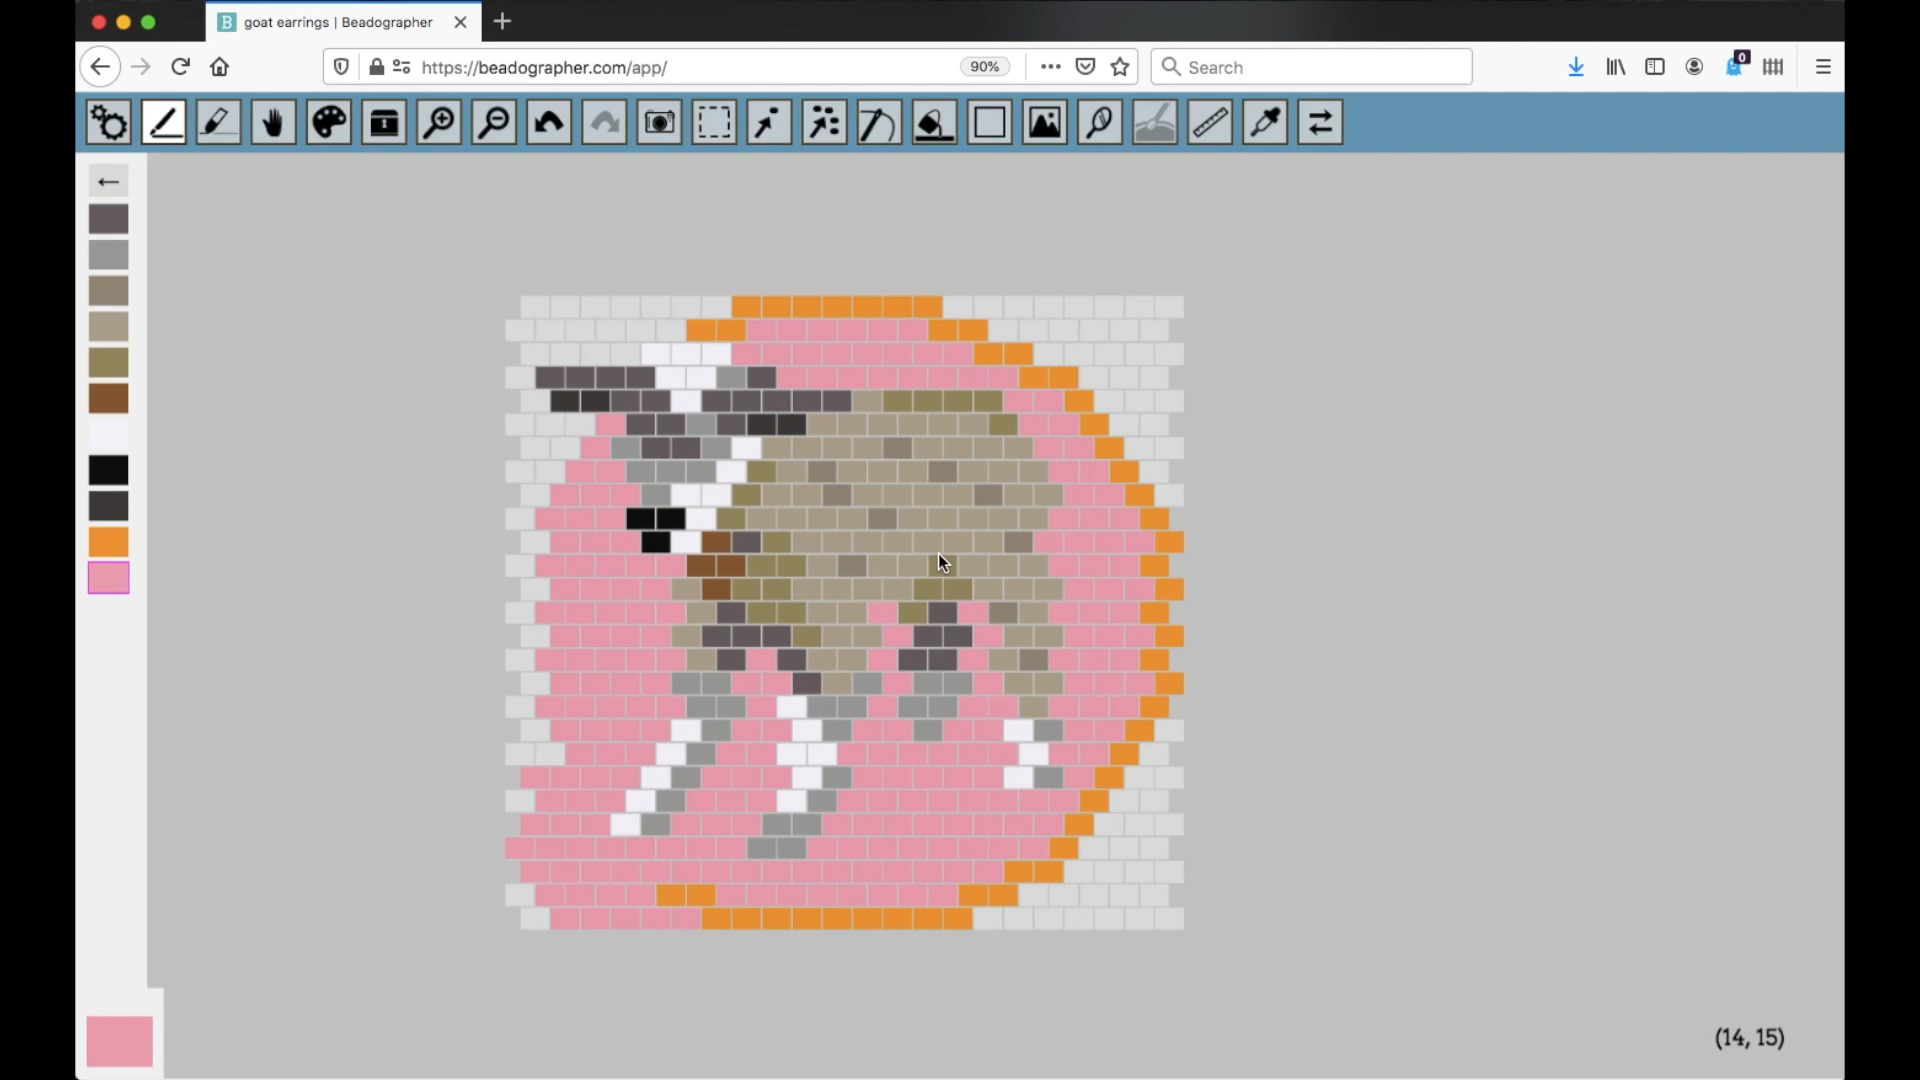 B goat earrings | Beadographer
https://beadographer.com/app/
90%
Search
0
(14, 15)